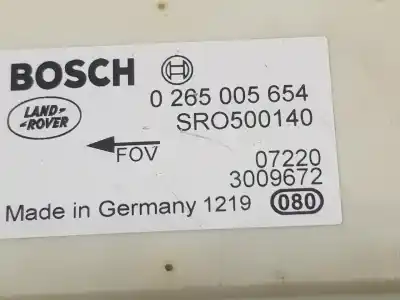 BOSCH
0 265 005 654
LAND-
-ROVER
SRO500140
FOV
07220
3009672
Made in Germany 1219 080